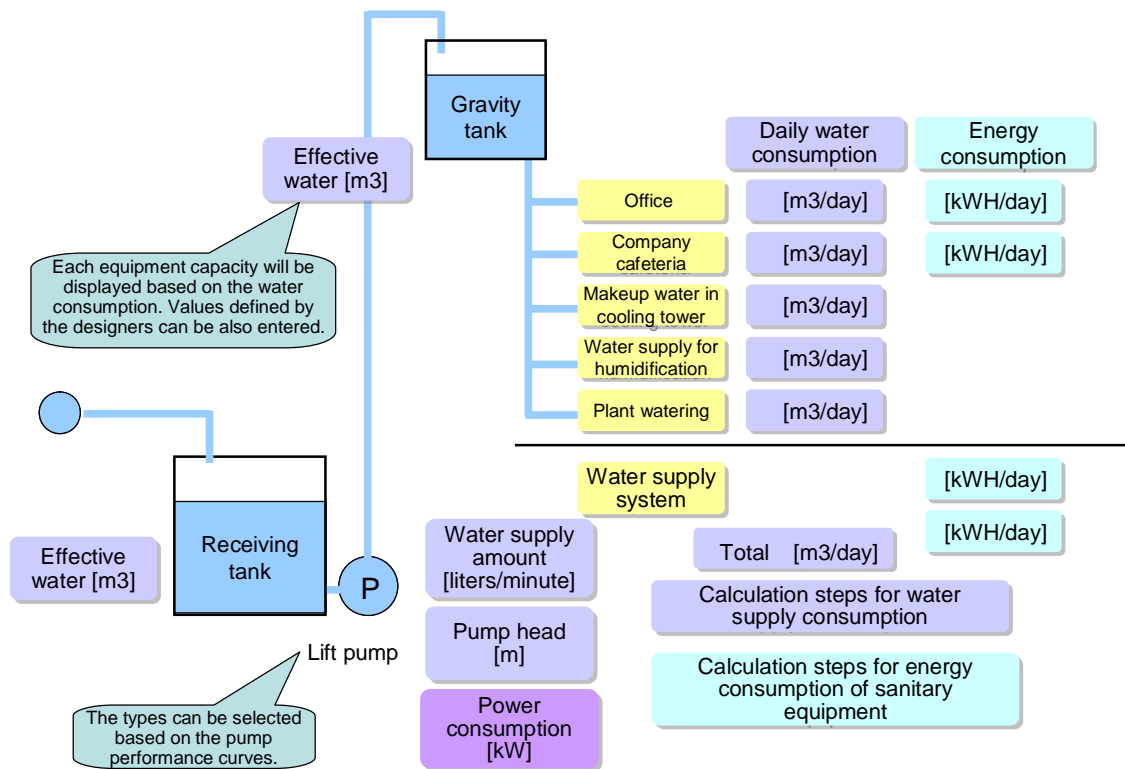 Gravity
tank
Effective
water [m3]
Daily water
consumption
Energy
consumption
Office
[m3/day]
[kWH/day]
Company
cafeteria
[m3/day]
[kWH/day]
Makeup water in
cooling tower
[m3/day]
Water supply for
humidification
[m3/day]
Plant watering
[m3/day]
Each equipment capacity will be
displayed based on the water
consumption. Values defined by
the designers can be also entered.
Water supply
system
[kWH/day]
[kWH/day]
Effective
water [m3]
Receiving
tank
P
Lift pump
Water supply
amount
[liters/minute]
Total [m3/day]
Pump head
[m]
Calculation steps for water
supply consumption
Power
consumption
[kW]
Calculation steps for energy
consumption of sanitary
equipment
The types can be selected
based on the pump
performance curves.